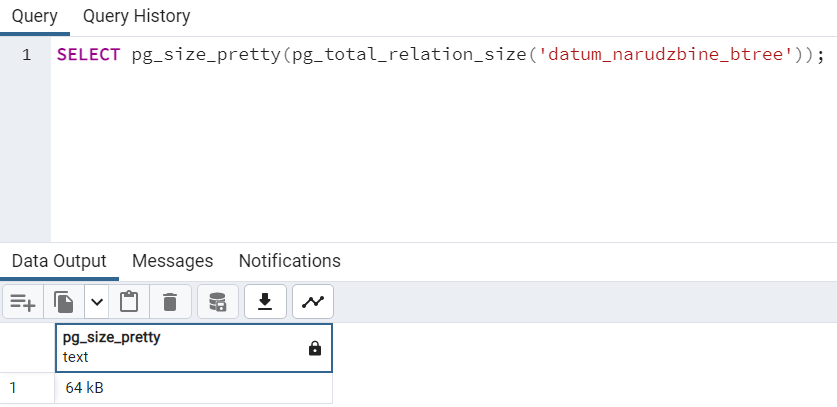 Query Query History
1 SELECT pg_size_pretty(pg_total_relation_size('datum_narudzbine_btree'));
Data Output Messages Notifications
pg_size_pretty
text
1 64 kB